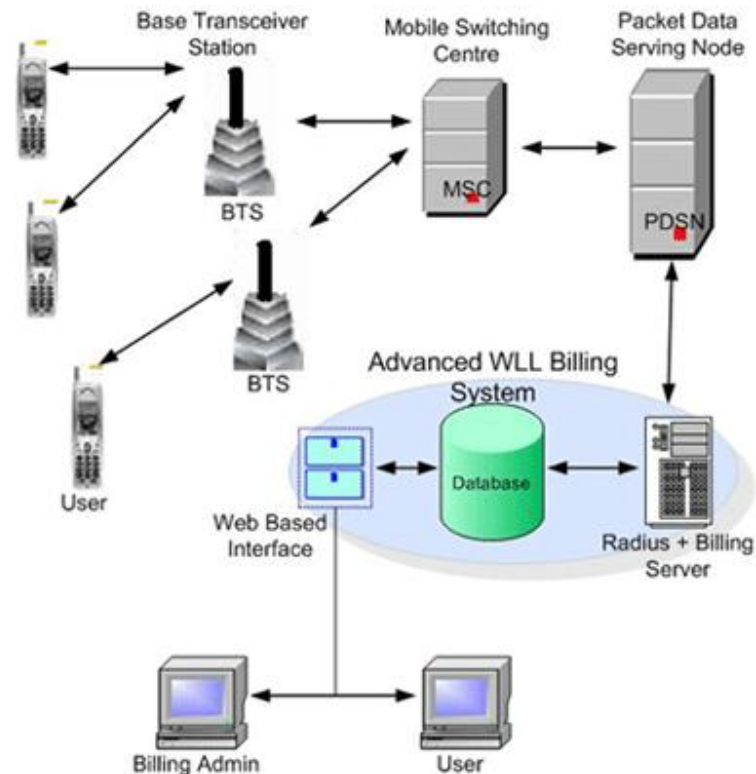 Base Transceiver
Station
Mobile Switching
Centre
Packet Data
Serving Node
BTS
MSC
PDSN
BTS
User
Advanced WLL Billing
System
Database
Web Based
Interface
Radius + Billing
Server
Billing Admin
User